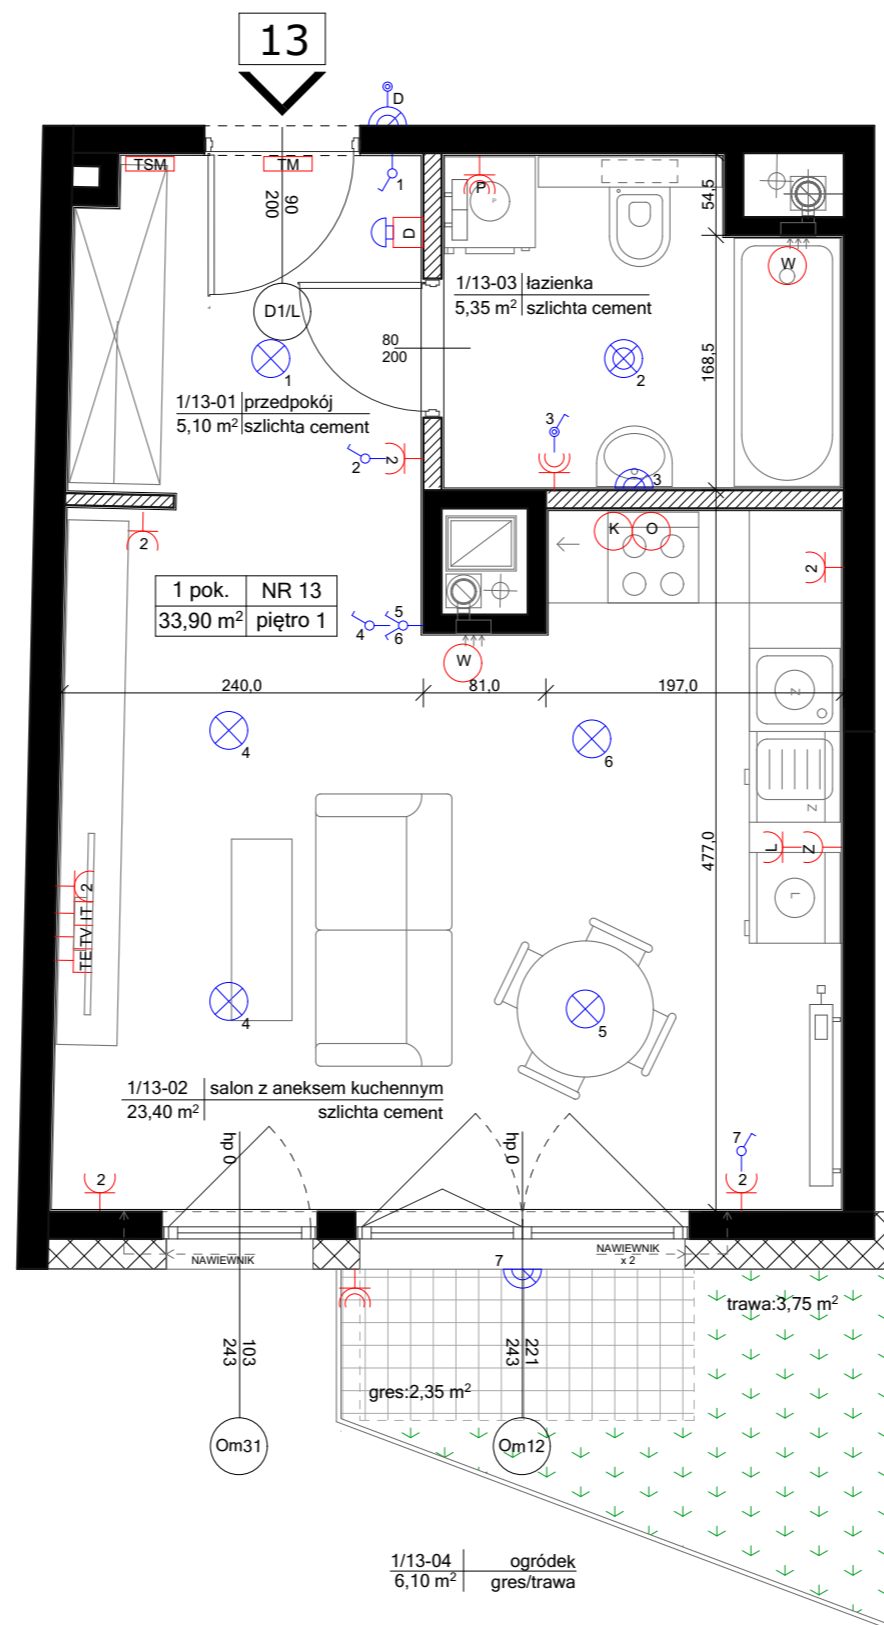 13
D
TSM
TM
1
90
200
D
P
54,5
W
1/13-03 łazienka
5,35 m² szlichta cement
D1/L
80
200
168,5
1
2
1/13-01 przedpokój
5,10 m² szlichta cement
3
2
2
3
2
K
O
2
1 pok. NR 13
33,90 m² piętro 1
4
5
6
W
240,0
81,0
197,0
Z
4
6
Z
477,0
L
Z
2
IT
TV
TE
L
4
5
1/13-02 salon z aneksem kuchennym
23,40 m² szlichta cement
hp 0
hp 0
7
2
2
NAWIEWNIK
7
NAWIEWNIK
x 2
trawa:3,75 m²
103
243
221
243
gres:2,35 m²
Om31
Om12
1/13-04 ogródek
6,10 m² gres/trawa